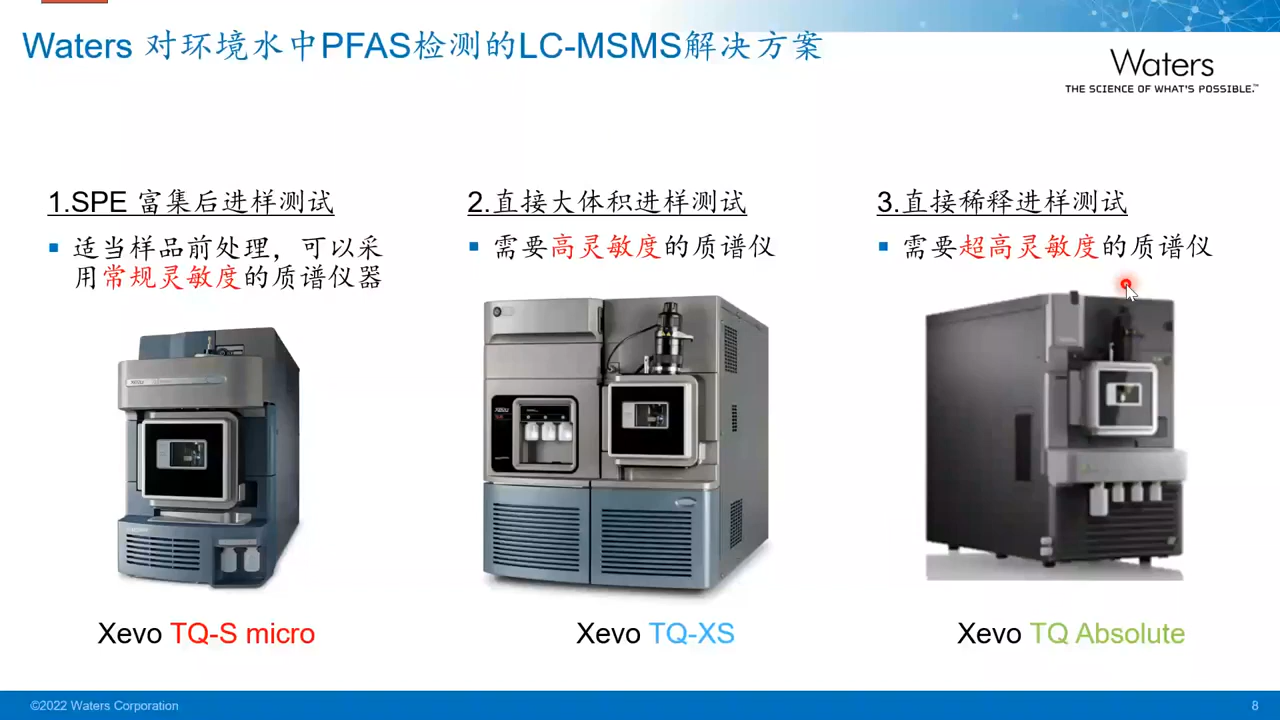 Waters 对环境水中PFAS检测的LC-MSMS解决方案
Waters
THE SCIENCE OF WHAT'S POSSIBLE.™
1.SPE 富集后进样测试
适当样品前处理，可以采
用常规灵敏度的质谱仪器
2.直接大体积进样测试
需要高灵敏度的质谱仪
3.直接稀释进样测试
需要超高灵敏度的质谱仪
Xevo TQ-S micro
Xevo TQ-XS
Xevo TQ Absolute
©2022 Waters Corporation
8